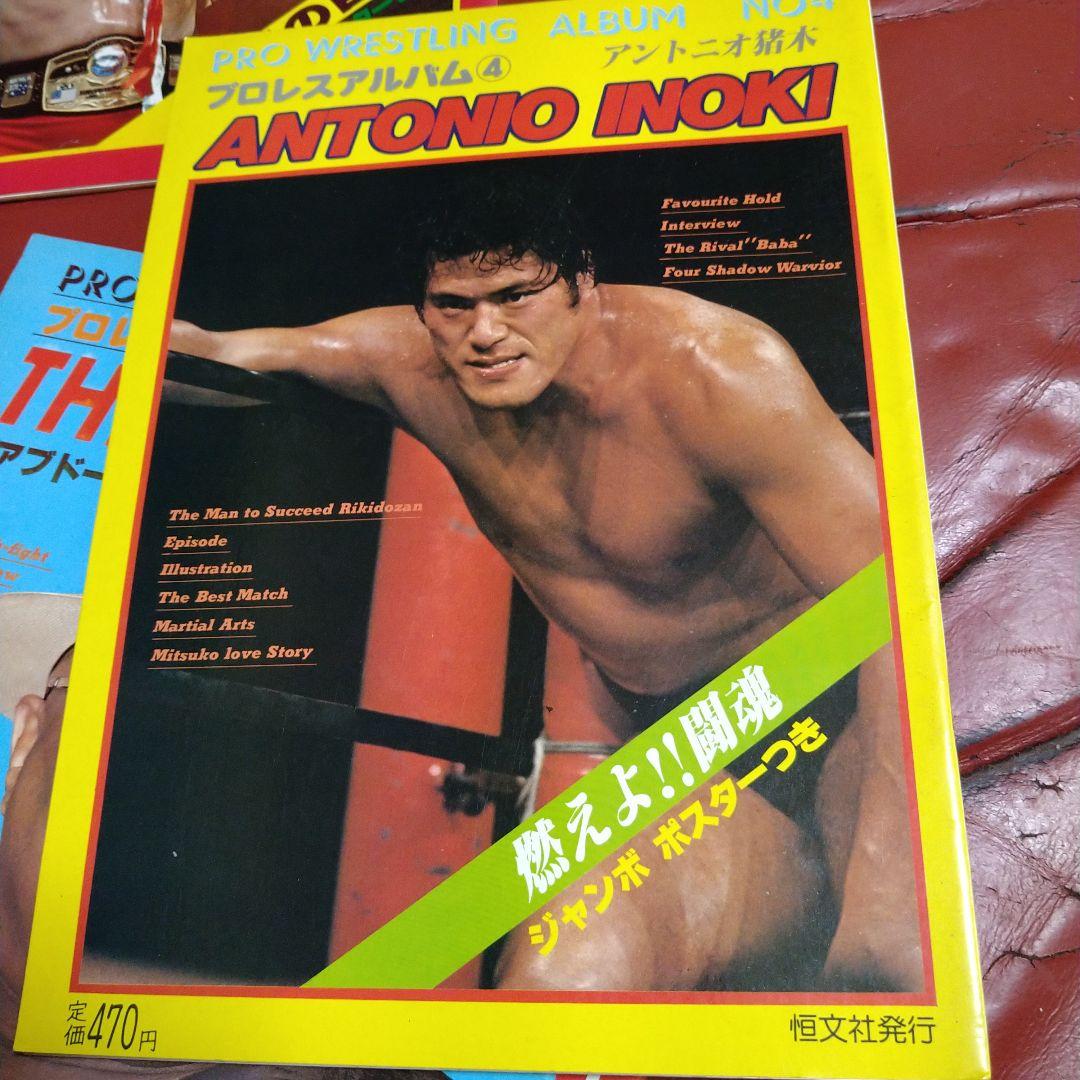 PRO WRESTLING ALBUM NO4
プロレスアルバム④
アントニオ猪木
ANTONIO INOKI
Favourite Hold
Interview
The Rival"Baba"
Four Shadow Warvior
The Man to Succeed Rikidozan
Episode
Illustration
The Best Match
Martial Arts
Mitsuko love Story
燃えよ!!闘魂
ジャンボ ポスターつき
定価470円
恒文社発行
PRO
プロレ
TH
アブドー